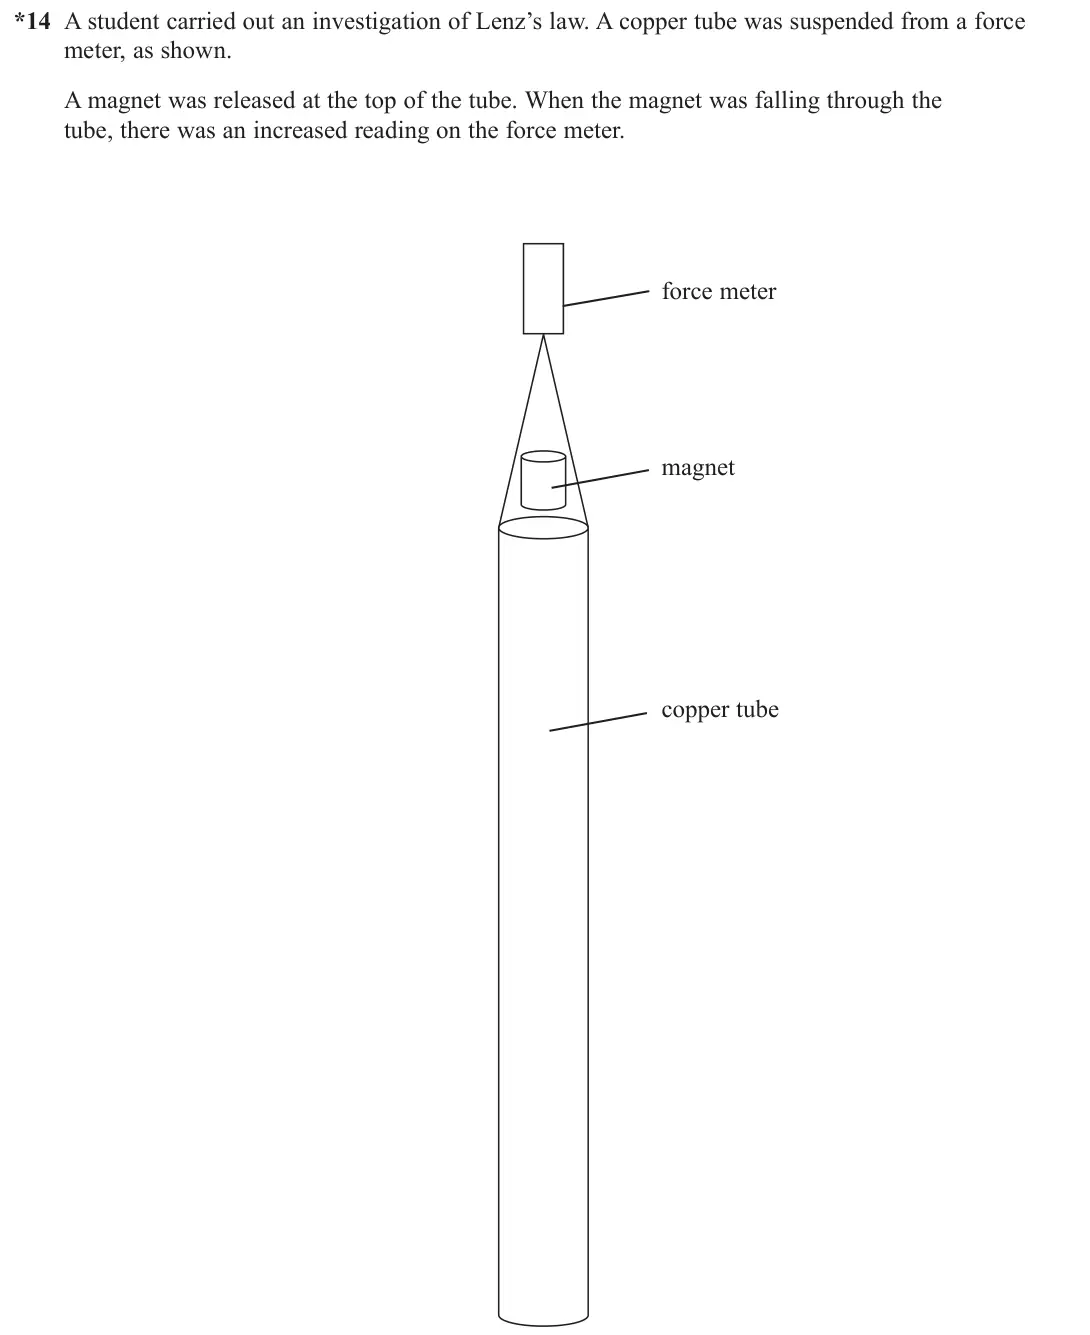 *14 A student carried out an investigation of Lenz’s law. A copper tube was suspended from a force
meter, as shown.
A magnet was released at the top of the tube. When the magnet was falling through the
tube, there was an increased reading on the force meter.
force meter
magnet
copper tube